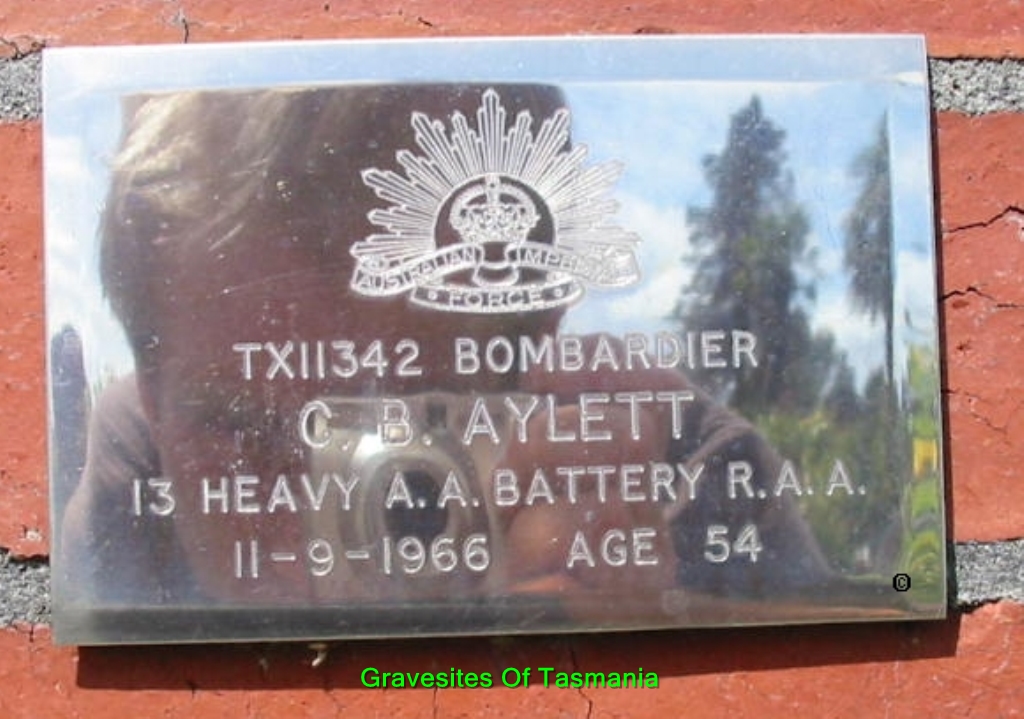 AUSTRALIAN IMPERIAL
FORCE
TX11342 BOMBARDIER
C. B. AYLETT
13 HEAVY A. A. BATTERY R. A. A.
11-9-1966 AGE 54
©
Gravesites Of Tasmania